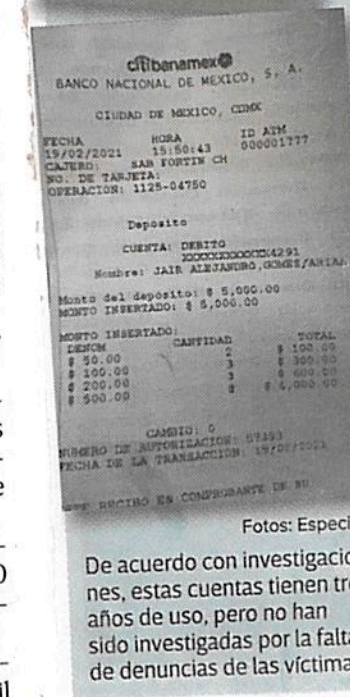 citibanamex
BANCO NACIONAL DE MEXICO, S. A.
CIUDAD DE MEXICO, CDMX
FECHA HORA ID ATM
19/02/2021 15:50:43 000001777
CAJERO: SAN FORTIN CH
NO. DE TARJETA:
OPERACION: 1125-04750
Deposito
CUENTA: DEBITO
XXXXXXXXXXXX4291
Nombre: JAIR ALEJANDRO,GOMES/ARIAS
Monto del deposito: $ 5,000.00
MONTO INSERTADO: $ 5,000.00
MONTO INSERTADO:
DENOM CANTIDAD TOTAL
$ 50.00 2 $ 100.00
$ 100.00 3 $ 300.00
$ 200.00 3 $ 600.00
$ 500.00 8 $ 4,000.00
CAMBIO: 0
NUMERO DE AUTORIZACION:
FECHA DE LA TRANSACCION: 19/02/2021
RECIBO ES COMPROBANTE DE SU
Fotos: Especi
De acuerdo con investigacio
nes, estas cuentas tienen tre
años de uso, pero no han
sido investigadas por la falta
de denuncias de las víctima